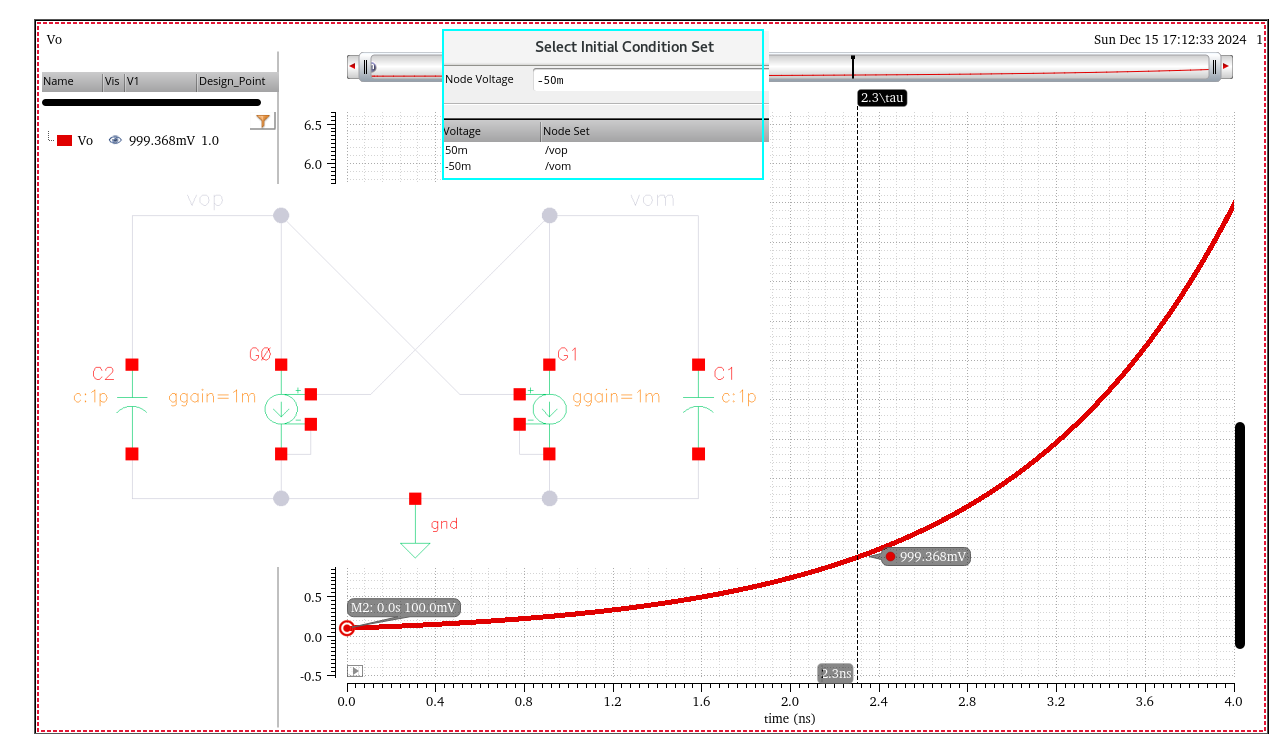 Vo
Sun Dec 15 17:12:33 2024 1
Select Initial Condition Set
Node Voltage -50m
Voltage Node Set
50m /vop
-50m /vom
Name Vis V1 Design_Point
Vo 999.368mV 1.0
2.3\tau
6.5
6.0
vop
vom
GØ
G1
C2
C1
c:1p
ggain=1m
ggain=1m
c:1p
+
+
-
-
gnd
999.368mV
0.5
M2: 0.0s 100.0mV
0.0
-0.5
2.3ns
0.0 0.4 0.8 1.2 1.6 2.0 2.4 2.8 3.2 3.6 4.0
time (ns)